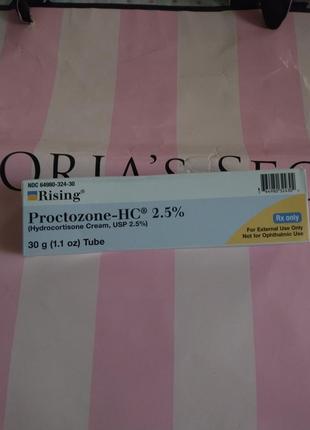 NDC 64980-324-30
Rising®
ORIA'S SEC
Proctozone-HC® 2.5%
(Hydrocortisone Cream, USP 2.5%)
30 g (1.1 oz) Tube
Rx only
For External Use Only
Not for Ophthalmic Use